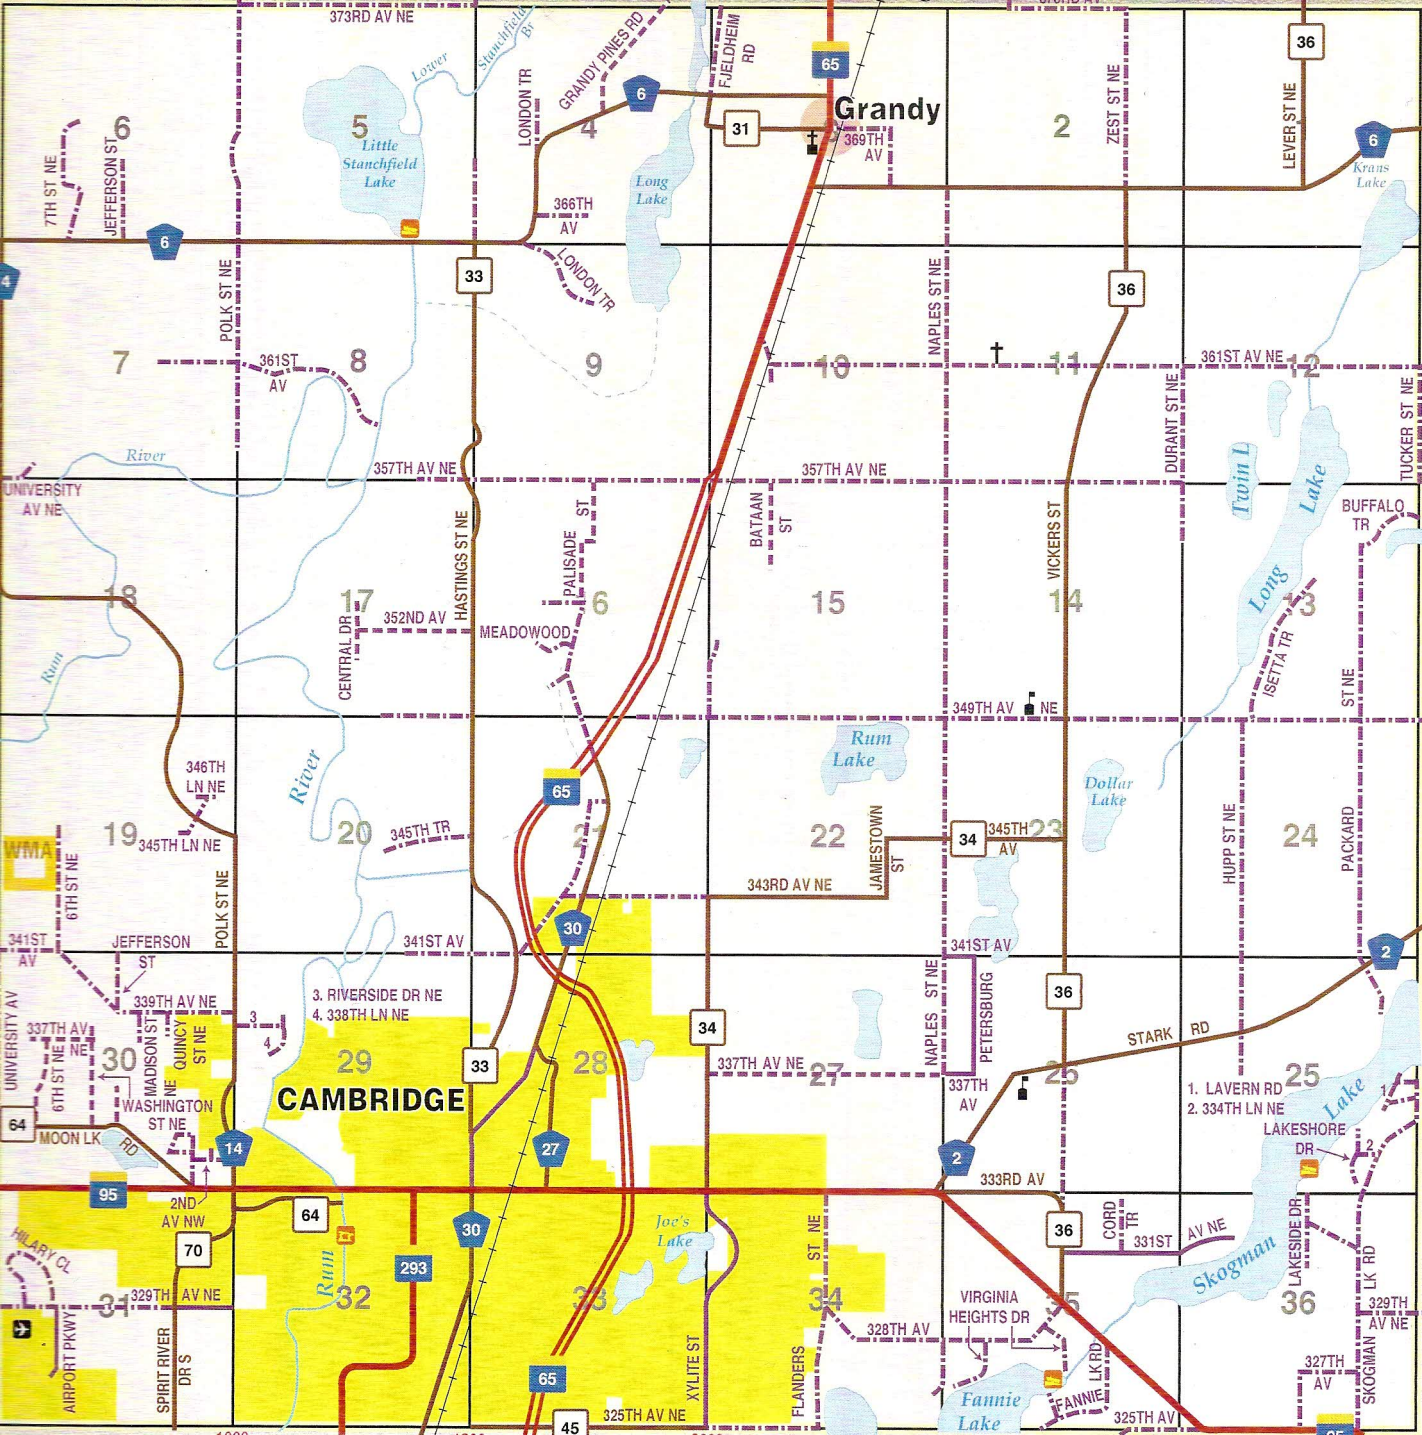 373RD AV NE
36
65
Lower
Stanchfield
Br
GRANDY PINES RD
FJELDHEIM
RD
LONDON TR
6
Grandy
31
369TH
AV
ZEST ST NE
LEVER ST NE
6
6
5
4
2
Little
Stanchfield
Lake
Long
Lake
Krans
Lake
7TH ST NE
JEFFERSON ST
366TH
AV
6
4
POLK ST NE
33
LONDON TR
NAPLES ST NE
36
7
361ST
AV
8
9
10
11
361ST AV NE
12
DURANT ST NE
TUCKER ST NE
River
357TH AV NE
357TH AV NE
Twin L
Long
Lake
UNIVERSITY
AV NE
HASTINGS ST NE
PALISADE
ST
BATAAN
ST
VICKERS ST
BUFFALO
TR
18
17
6
15
14
13
352ND AV
CENTRAL DR
MEADOWOOD
ISETTA TR
Rum
349TH AV NE
ST NE
Rum
Lake
346TH
LN NE
River
65
Dollar
Lake
19
345TH LN NE
20
345TH TR
21
22
JAMESTOWN
ST
34
345TH
AV
23
HUPP ST NE
24
PACKARD
WMA
6TH ST NE
POLK ST NE
343RD AV NE
30
341ST
AV
JEFFERSON
ST
341ST AV
341ST AV
2
339TH AV NE
3. RIVERSIDE DR NE
4. 338TH LN NE
36
UNIVERSITY AV
337TH AV
NE
MADISON ST
NE
QUINCY
ST NE
3
4
34
NAPLES ST NE
PETERSBURG
STARK RD
6TH ST NE
30
29
33
28
337TH AV NE
27
337TH
AV
26
25
CAMBRIDGE
1. LAVERN RD
2. 334TH LN NE
Lake
1
WASHINGTON
ST NE
64
MOON LK
RD
14
27
2
LAKESHORE
DR
2
95
2ND
AV NW
64
333RD AV
70
30
Joe's
Lake
ST NE
36
CORD
TR
331ST
AV NE
LAKESIDE DR
Skogman
HILARY CL
293
Rum
LK RD
31
329TH AV NE
32
33
34
VIRGINIA
HEIGHTS DR
35
36
329TH
AV NE
328TH AV
AIRPORT PKWY
SPIRIT RIVER
DR S
65
XYLITE ST
FLANDERS
LK RD
FANNIE
327TH
AV
SKOGMAN
Fannie
Lake
45
325TH AV NE
325TH AV